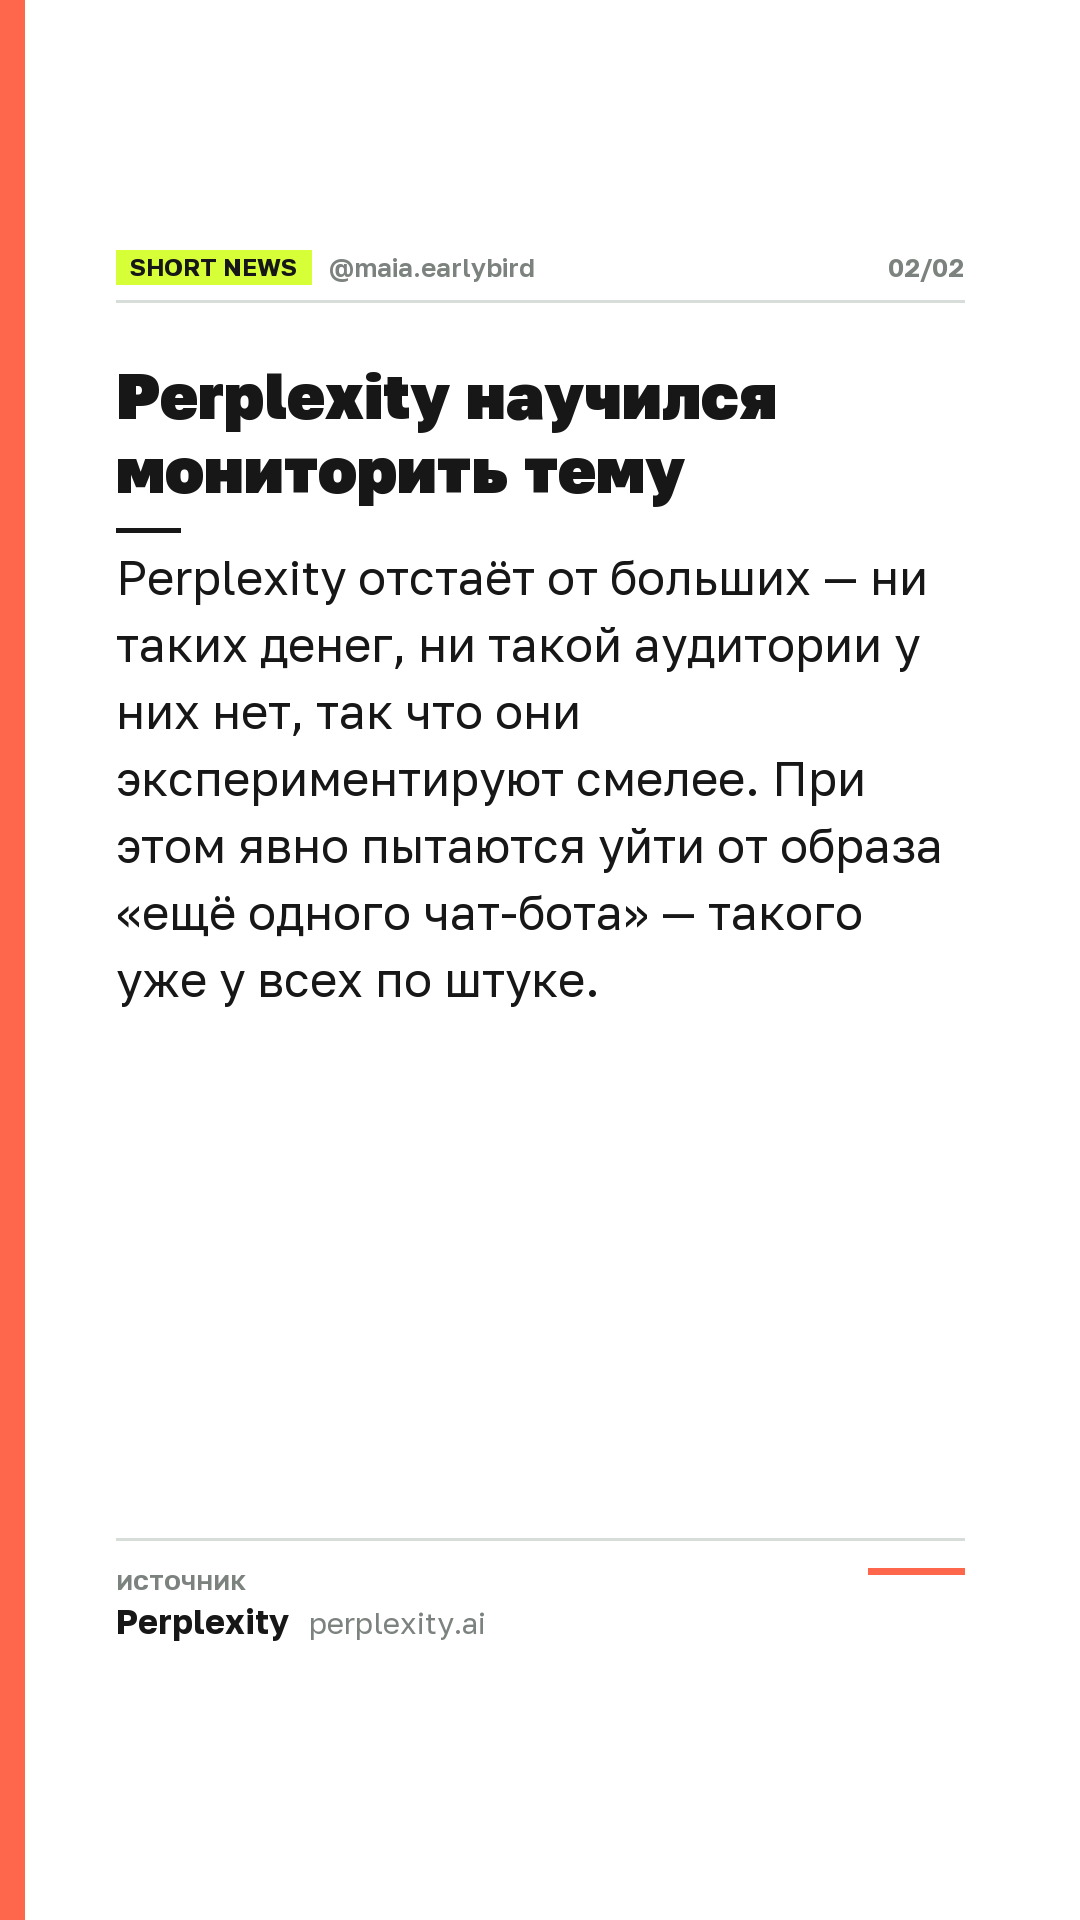 SHORT NEWS @maia.earlybird 02/02
Perplexity научился
мониторить тему
Perplexity отстаёт от больших — ни
таких денег, ни такой аудитории у
них нет, так что они
экспериментируют смелее. При
этом явно пытаются уйти от образа
«ещё одного чат-бота» — такого
уже у всех по штуке.
источник
Perplexity perplexity.ai